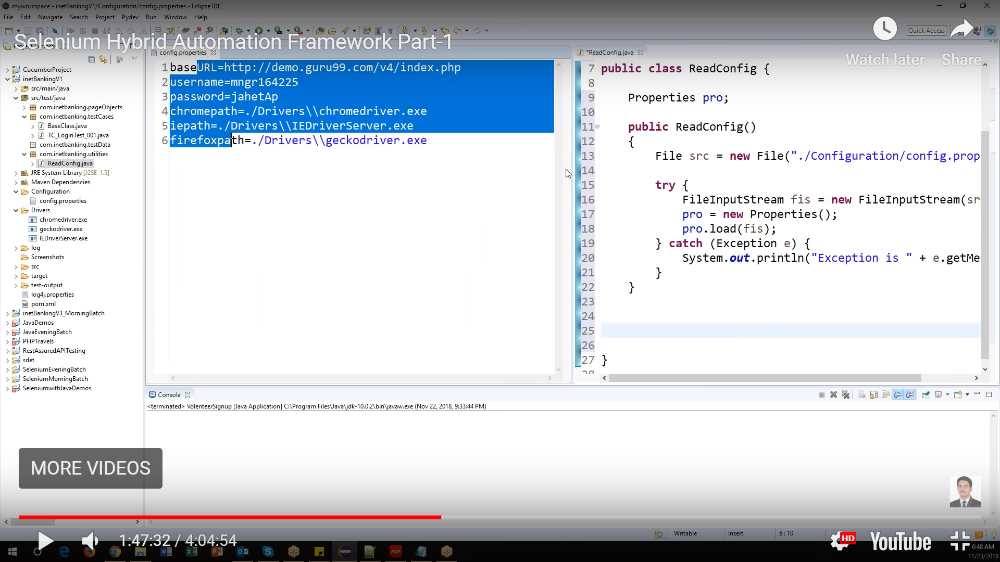 myworkspace - inetBankingV1/Configuration/config.properties - Eclipse IDE
File Edit Navigate Search Project Pydev Run Window Help
Selenium Hybrid Automation Framework Part-1
Quick Access
Watch later Share
CucumberProject
inetBankingV1
src/main/java
src/test/java
com.inetbanking.pageObjects
com.inetbanking.testCases
BaseClass.java
TC_LoginTest_001.java
com.inetbanking.testData
com.inetbanking.utilities
ReadConfig.java
JRE System Library [J2SE-1.5]
Maven Dependencies
Configuration
config.properties
Drivers
chromedriver.exe
geckodriver.exe
IEDriverServer.exe
log
Screenshots
src
target
test-output
log4j.properties
pom.xml
inetBankingV3_MorningBatch
JavaDemos
JavaEveningBatch
PHPTravels
RestAssuredAPITesting
sdet
SeleniumEveningBatch
SeleniumMorningBatch
SeleniumwithJavaDemos
config.properties
1 baseURL=http://demo.guru99.com/v4/index.php
2 username=mngr164225
3 password=jahetAp
4 chromepath=./Drivers\\chromedriver.exe
5 iepath=./Drivers\\IEDriverServer.exe
6 firefoxpath=./Drivers\\geckodriver.exe
*ReadConfig.java
7 public class ReadConfig {
8
9 Properties pro;
10
11 public ReadConfig()
12 {
13 File src = new File("./Configuration/config.prop
14
15 try {
16 FileInputStream fis = new FileInputStream(sr
17 pro = new Properties();
18 pro.load(fis);
19 } catch (Exception e) {
20 System.out.println("Exception is " + e.getMe
21 }
22 }
23
24
25
26
27 }
28
Console
<terminated> VolenteerSignup [Java Application] C:\Program Files\Java\jdk-10.0.2\bin\javaw.exe (Nov 22, 2018, 9:33:44 PM)
MORE VIDEOS
Writable Insert 6 : 10
1:47:32 / 4:04:54
HD YouTube
PDF
6:48 AM
11/23/2018